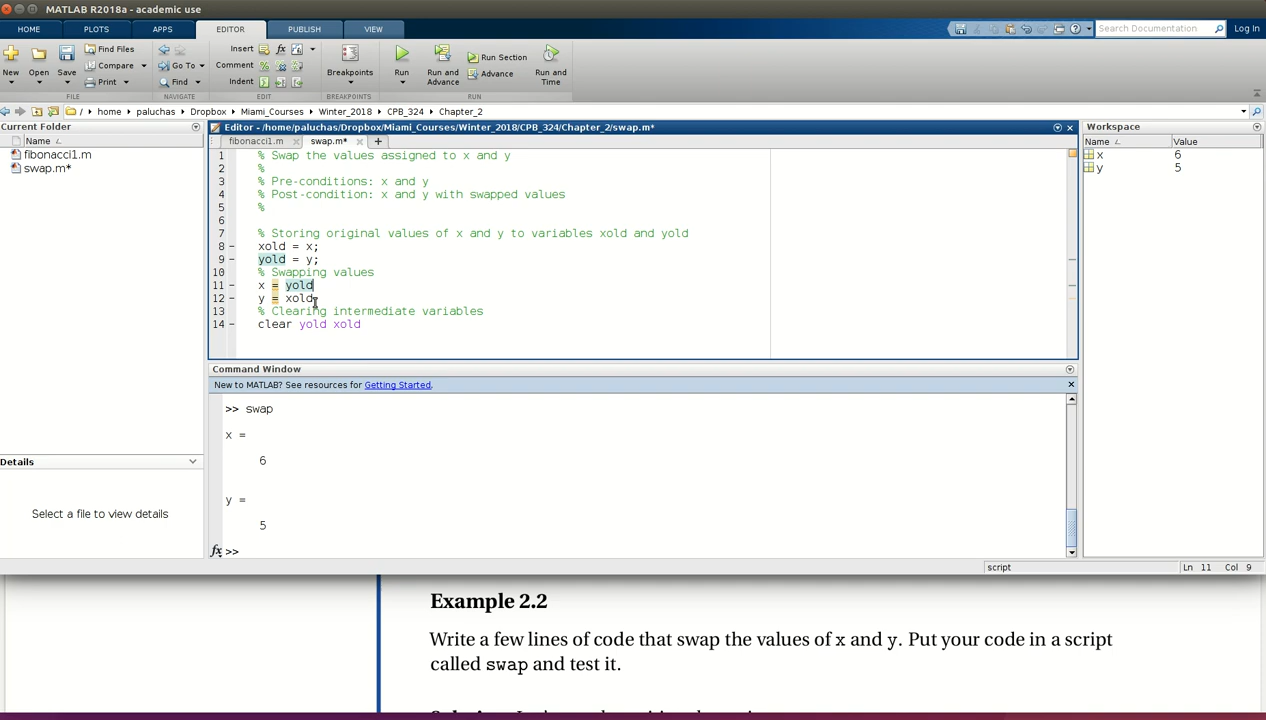 MATLAB R2018a - academic use
HOME PLOTS APPS EDITOR PUBLISH VIEW Search Documentation Log In
New Open Save Find Files Compare Print Go To Find Insert Comment Indent Breakpoints Run Run and Advance Run Section Advance Run and Time
FILE NAVIGATE EDIT BREAKPOINTS RUN
/ home paluchas Dropbox Miami_Courses Winter_2018 CPB_324 Chapter_2
Current Folder
Name
fibonacci1.m
swap.m*
Details
Select a file to view details
Editor - /home/paluchas/Dropbox/Miami_Courses/Winter_2018/CPB_324/Chapter_2/swap.m*
fibonacci1.m swap.m*
1 % Swap the values assigned to x and y
2 %
3 % Pre-conditions: x and y
4 % Post-condition: x and y with swapped values
5 %
6
7 % Storing original values of x and y to variables xold and yold
8 - xold = x;
9 - yold = y;
10 % Swapping values
11 - x = yold
12 - y = xold
13 % Clearing intermediate variables
14 - clear yold xold
Command Window
New to MATLAB? See resources for Getting Started.
>> swap
x =
6
y =
5
fx >>
Workspace
Name Value
x 6
y 5
script Ln 11 Col 9
Example 2.2
Write a few lines of code that swap the values of x and y. Put your code in a script
called swap and test it.